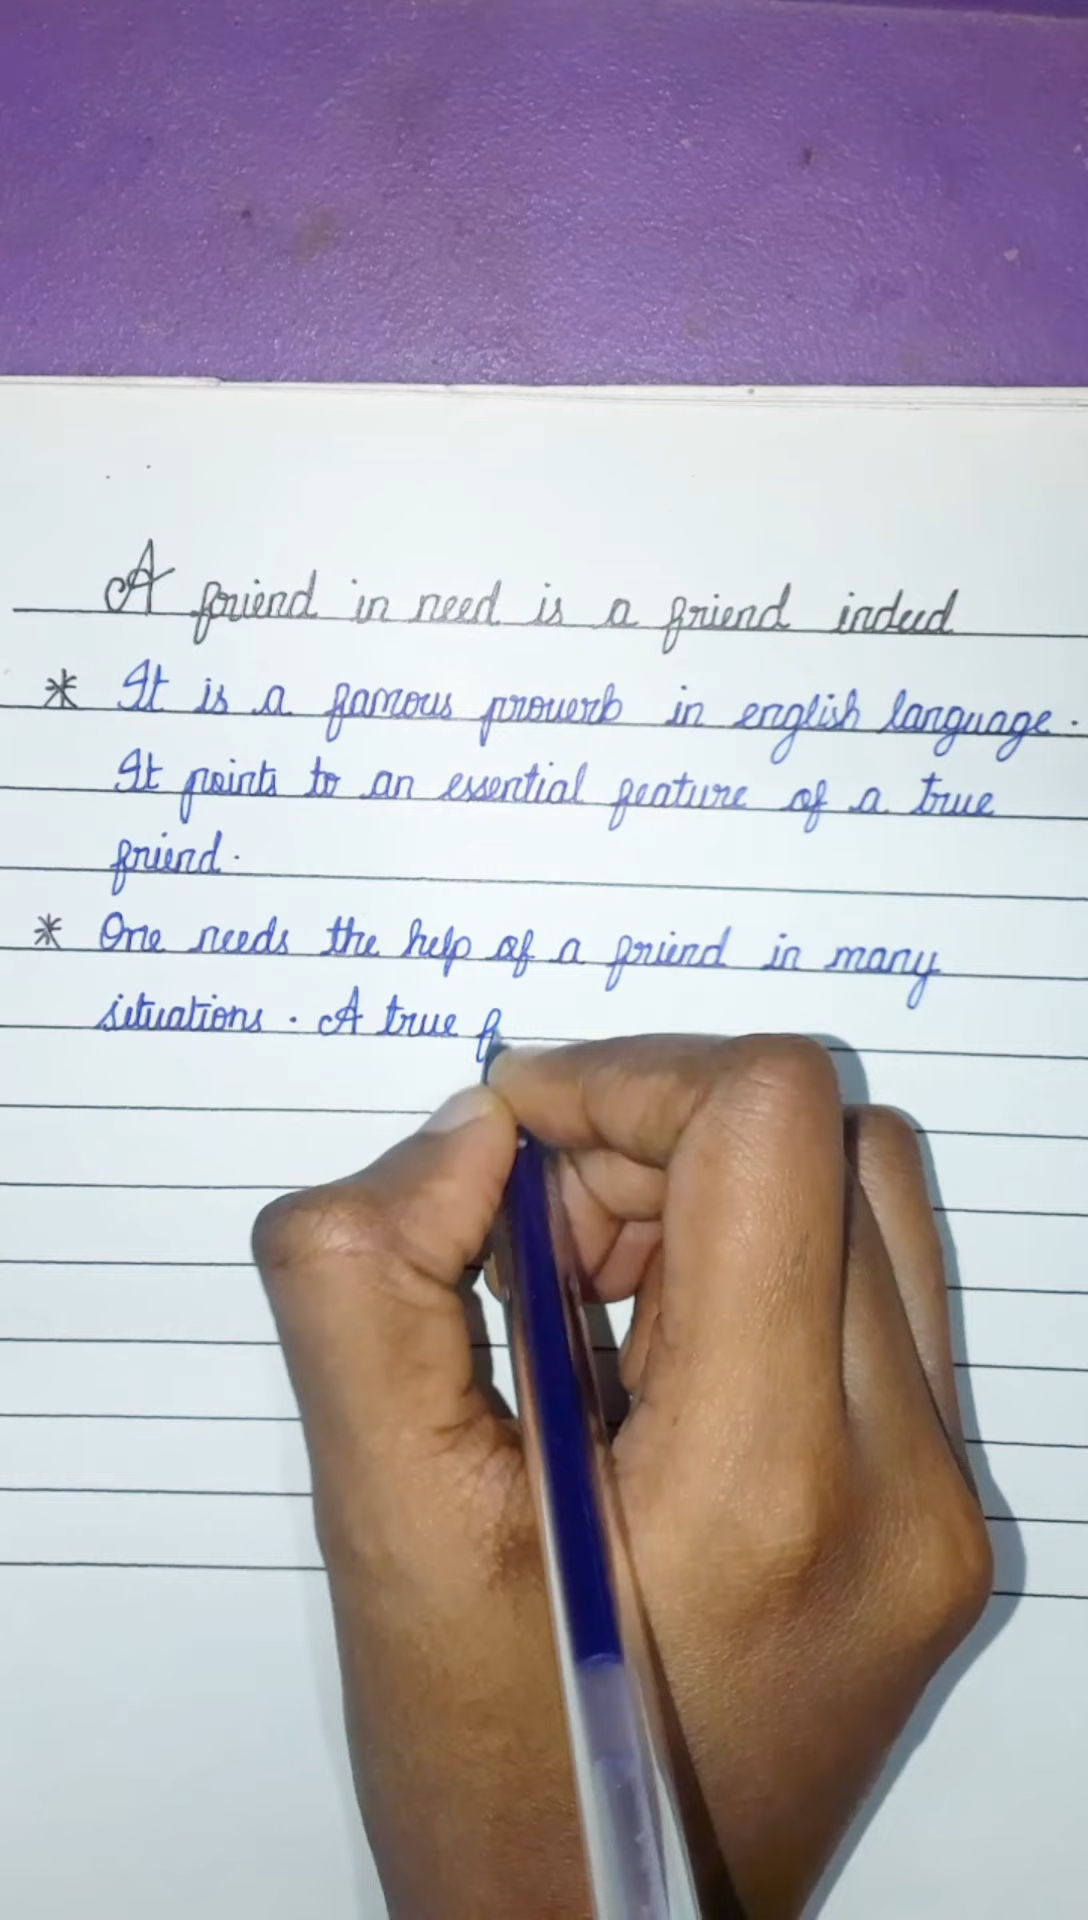 A friend in need is a friend indeed
* It is a famous proverb in english language.
It points to an essential feature of a true
friend.
* One needs the help of a friend in many
situations. A true f